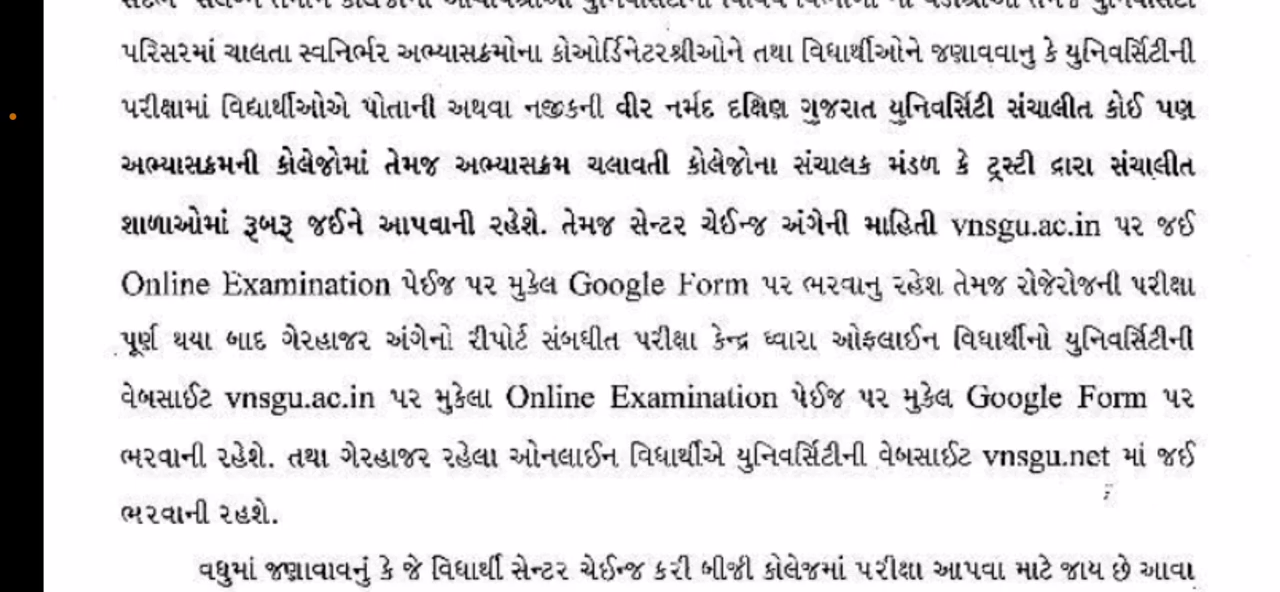 પરિસરમાં ચાલતા સ્વનિર્ભર અભ્યાસક્રમોના કોઓર્ડિનેટરશ્રીઓને તથા વિધાર્થીઓને જણાવવાનુ કે યુનિવર્સિટીની
પરીક્ષામાં વિદ્યાર્થીઓએ પોતાની અથવા નજીકની વીર નર્મદ દક્ષિણ ગુજરાત યુનિવર્સિટી સંચાલીત કોઈ પણ
અભ્યાસક્રમની કોલેજોમાં તેમજ અભ્યાસક્રમ ચલાવતી કોલેજોના સંચાલક મંડળ કે ટ્રસ્ટી દ્રારા સંચાલીત
શાળાઓમાં રૂબરૂ જઈને આપવાની રહેશે. તેમજ સેન્ટર ચેઈન્જ અંગેની માહિતી vnsgu.ac.in પર જઈ
Online Examination પેઈજ પર મુકેલ Google Form પર ભરવાનુ રહેશ તેમજ રોજેરોજની પરીક્ષા
પૂર્ણ થયા બાદ ગેરહાજર અંગેનો રીપોર્ટ સંબધીત પરીક્ષા કેન્દ્ર ધ્વારા ઓફલાઈન વિધાર્થીનો યુનિવર્સિટીની
વેબસાઈટ vnsgu.ac.in પર મુકેલા Online Examination પેઈજ પર મુકેલ Google Form પર
ભરવાની રહેશે. તથા ગેરહાજર રહેલા ઓનલાઈન વિધાર્થીએ યુનિવર્સિટીની વેબસાઈટ vnsgu.net માં જઈ
ભરવાની રહશે.
વધુમાં જણાવાવનું કે જે વિધાર્થી સેન્ટર ચેઈન્જ કરી બીજી કોલેજમાં પરીક્ષા આપવા માટે જાય છે આવા